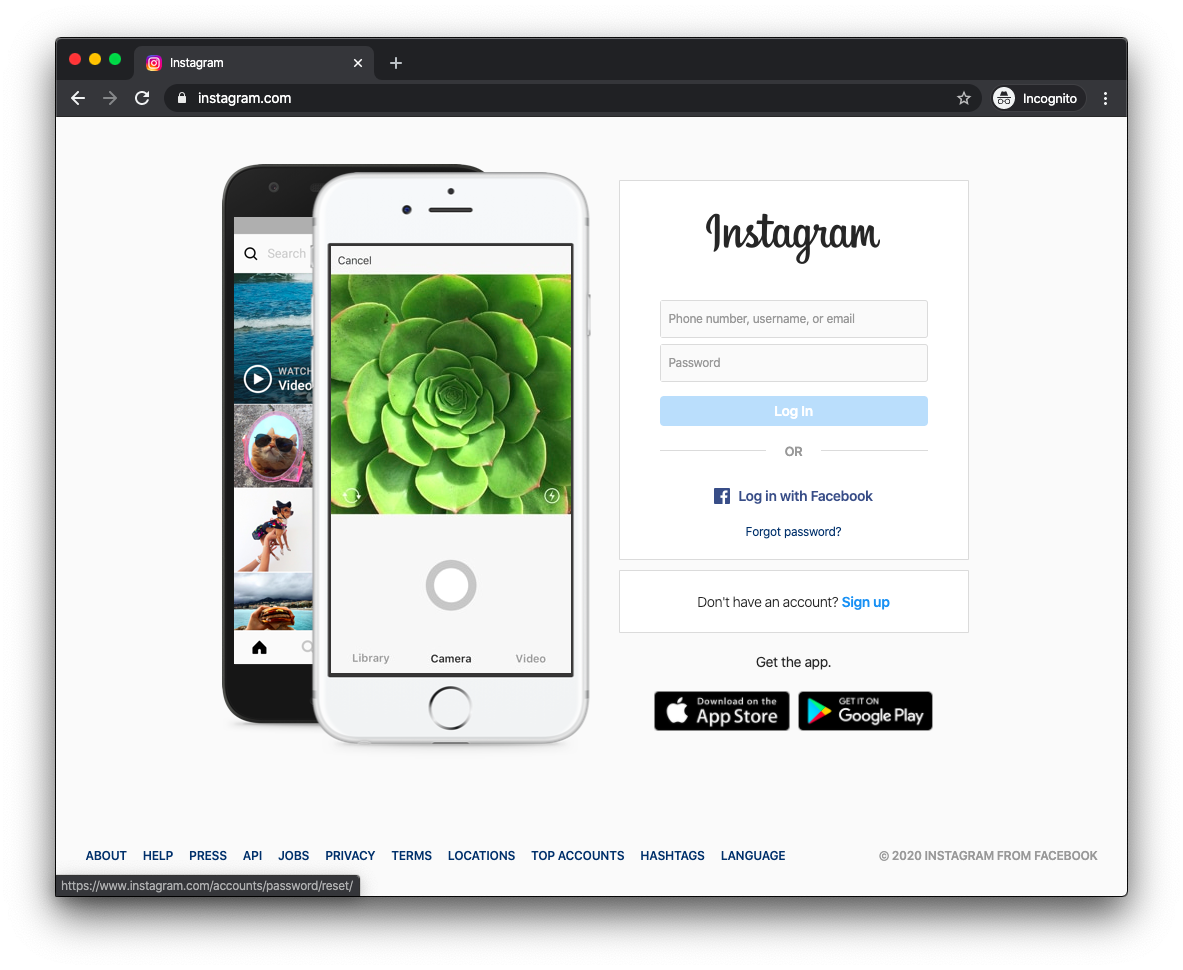 Instagram
instagram.com
Incognito
Search
WATCH
Video
Cancel
Library Camera Video
Instagram
Phone number, username, or email
Password
Log In
OR
Log in with Facebook
Forgot password?
Don't have an account? Sign up
Get the app.
Download on the
App Store
GET IT ON
Google Play
ABOUT HELP PRESS API JOBS PRIVACY TERMS LOCATIONS TOP ACCOUNTS HASHTAGS LANGUAGE
© 2020 INSTAGRAM FROM FACEBOOK
https://www.instagram.com/accounts/password/reset/